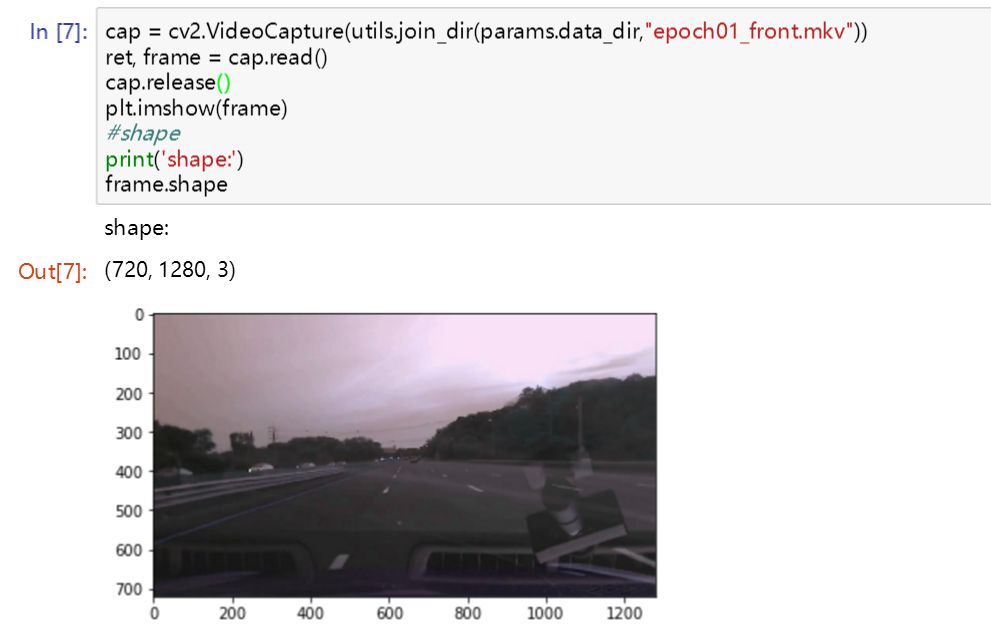 In [7]: cap = cv2.VideoCapture(utils.join_dir(params.data_dir,"epoch01_front.mkv"))
ret, frame = cap.read()
cap.release()
plt.imshow(frame)
#shape
print('shape:')
frame.shape
shape:
Out[7]: (720, 1280, 3)
0
100
200
300
400
500
600
700
0 200 400 600 800 1000 1200